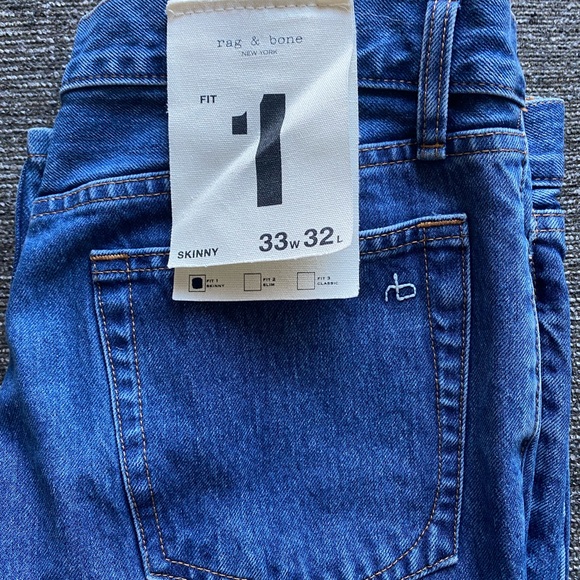 rag & bone
NEW YORK
FIT
1
SKINNY 33W 32L
FIT 1 FIT 2 FIT 3
SKINNY SLIM CLASSIC
rb